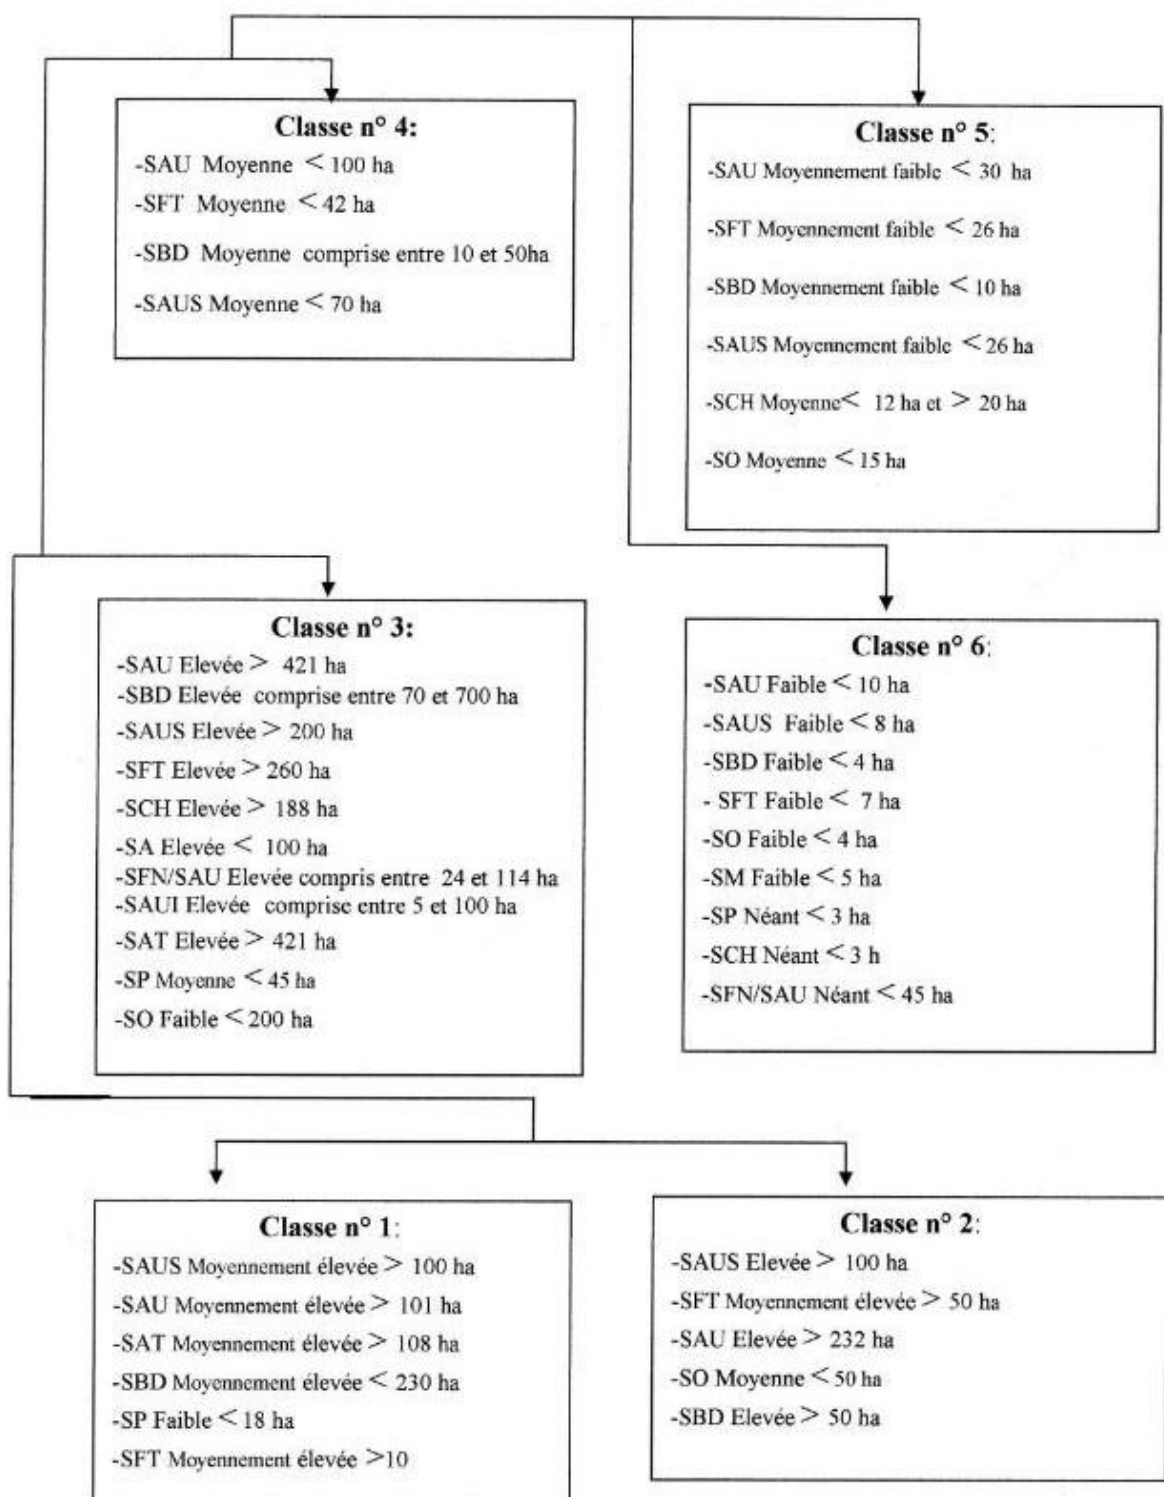 Classe n° 4:
-SAU Moyenne < 100 ha
-SFT Moyenne < 42 ha
-SBD Moyenne comprise entre 10 et 50ha
-SAUS Moyenne < 70 ha
Classe n° 5:
-SAU Moyennement faible < 30 ha
-SFT Moyennement faible < 26 ha
-SBD Moyennement faible < 10 ha
-SAUS Moyennement faible < 26 ha
-SCH Moyenne< 12 ha et > 20 ha
-SO Moyenne < 15 ha
Classe n° 3:
-SAU Elevée > 421 ha
-SBD Elevée comprise entre 70 et 700 ha
-SAUS Elevée > 200 ha
-SFT Elevée > 260 ha
-SCH Elevée > 188 ha
-SA Elevée < 100 ha
-SFN/SAU Elevée compris entre 24 et 114 ha
-SAUI Elevée comprise entre 5 et 100 ha
-SAT Elevée > 421 ha
-SP Moyenne < 45 ha
-SO Faible < 200 ha
Classe n° 6:
-SAU Faible < 10 ha
-SAUS Faible < 8 ha
-SBD Faible < 4 ha
- SFT Faible < 7 ha
-SO Faible < 4 ha
-SM Faible < 5 ha
-SP Néant < 3 ha
-SCH Néant < 3 h
-SFN/SAU Néant < 45 ha
Classe n° 1:
-SAUS Moyennement élevée > 100 ha
-SAU Moyennement élevée > 101 ha
-SAT Moyennement élevée > 108 ha
-SBD Moyennement élevée < 230 ha
-SP Faible < 18 ha
-SFT Moyennement élevée >10
Classe n° 2:
-SAUS Elevée > 100 ha
-SFT Moyennement élevée > 50 ha
-SAU Elevée > 232 ha
-SO Moyenne < 50 ha
-SBD Elevée > 50 ha